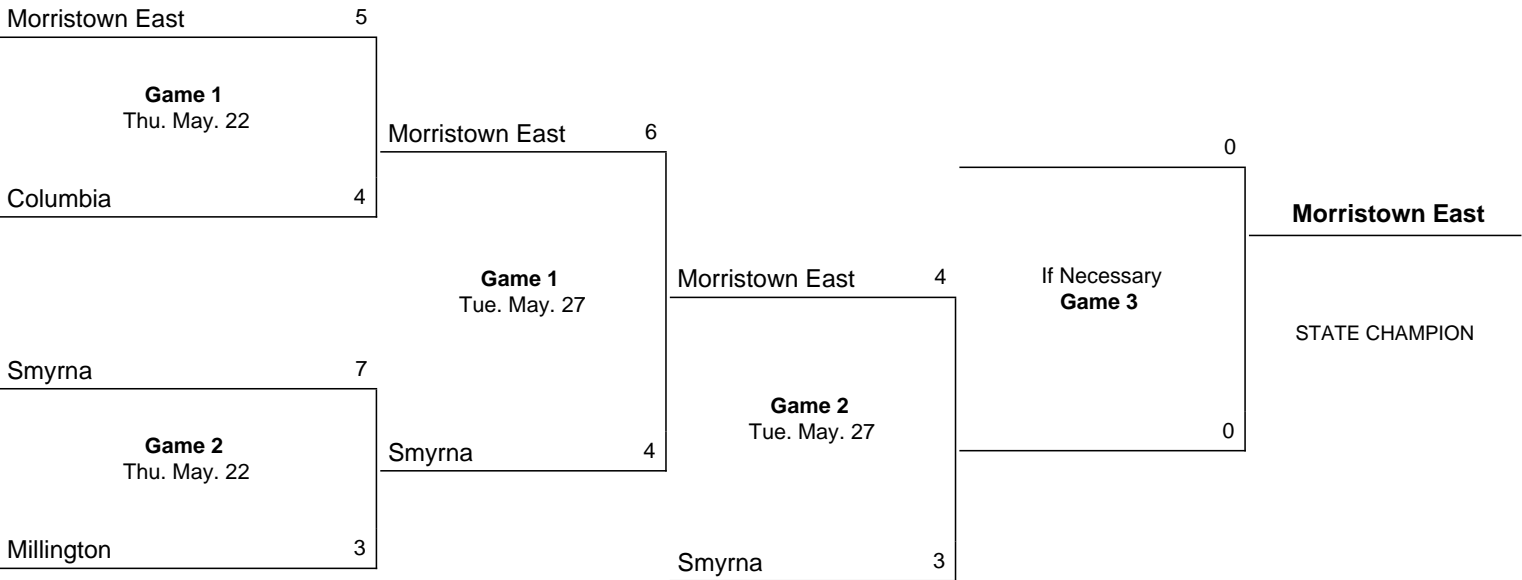 Morristown East 5
Game 1
Thu. May. 22
Columbia 4
Smyrna 7
Game 2
Thu. May. 22
Millington 3
Morristown East 6
Game 1
Tue. May. 27
Smyrna 4
Morristown East 4
Game 2
Tue. May. 27
Smyrna 3
0
If Necessary
Game 3
0
Morristown East
STATE CHAMPION